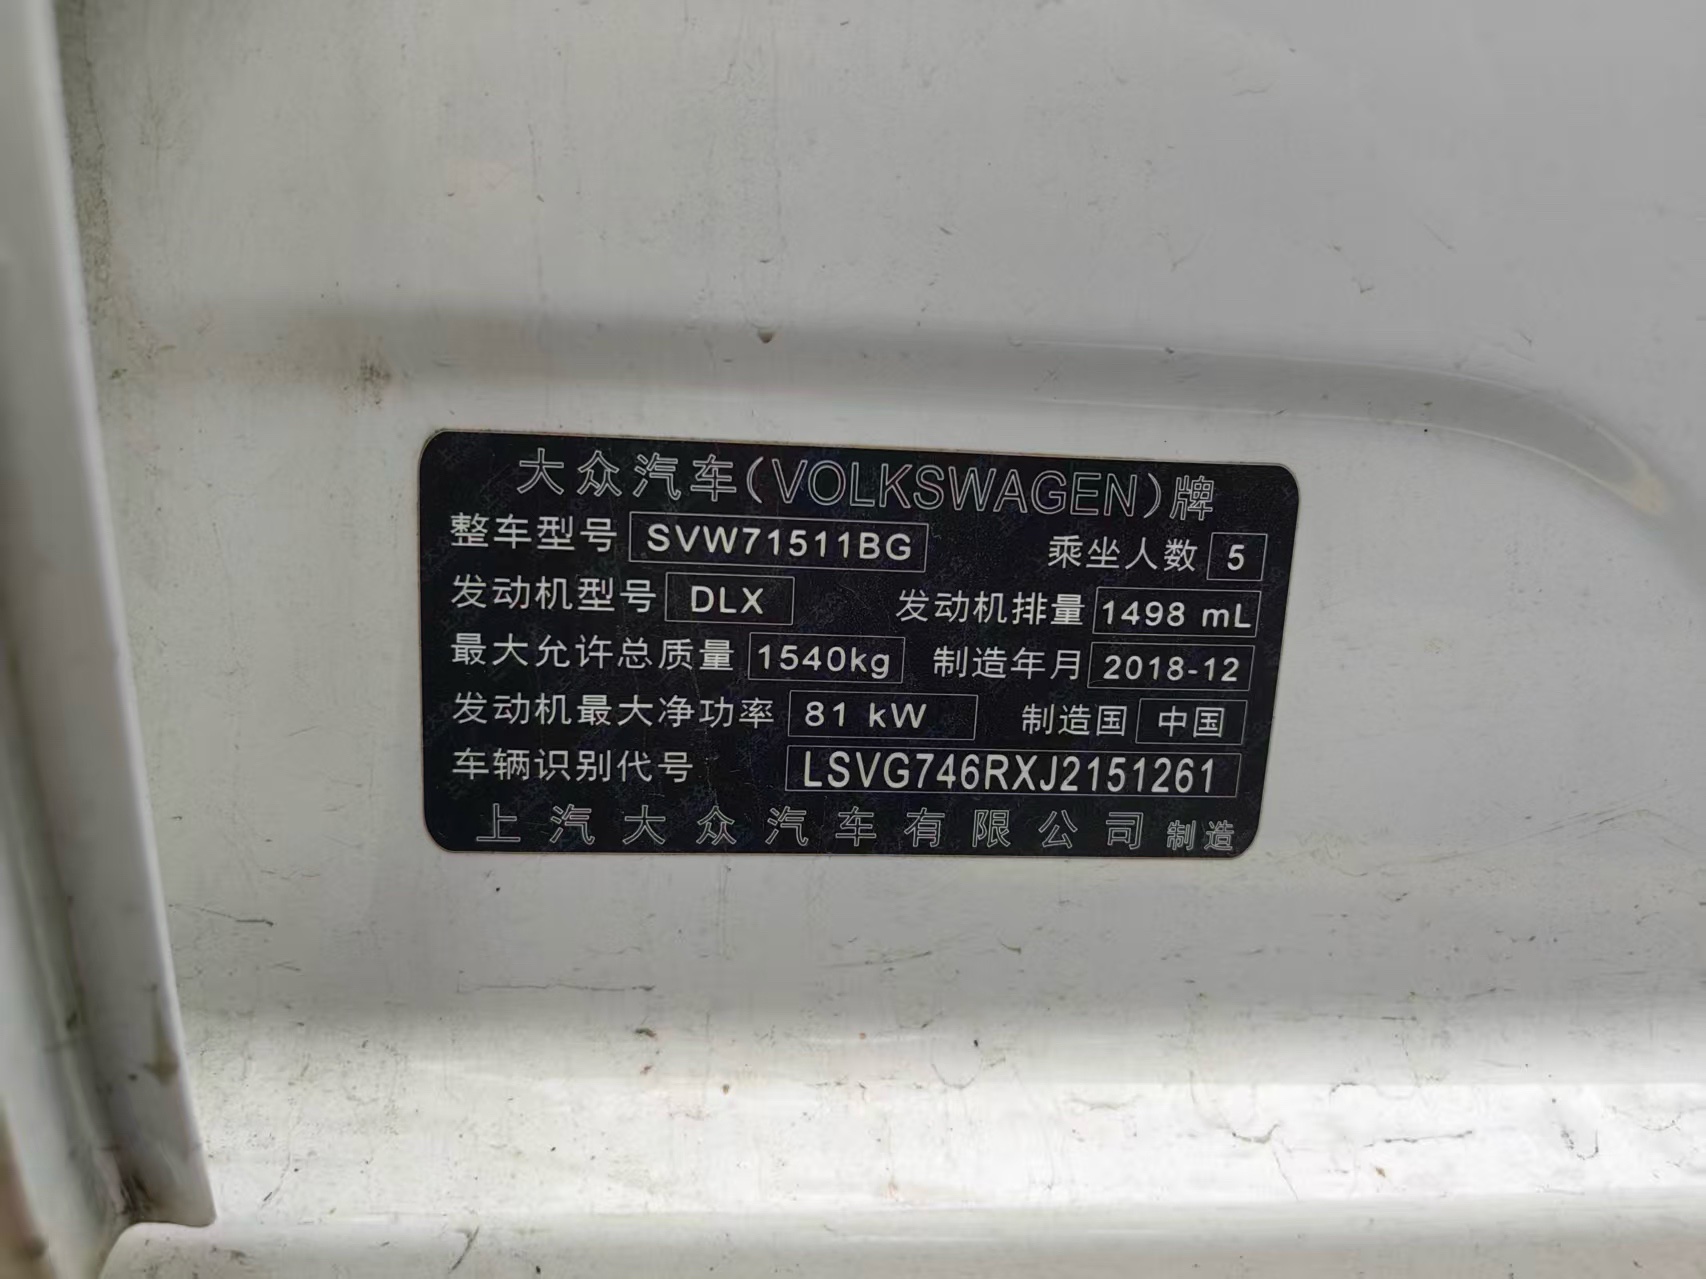 大众汽车(VOLKSWAGEN)牌
整车型号 SVW71511BG 乘坐人数 5
发动机型号 DLX 发动机排量 1498 mL
最大允许总质量 1540kg 制造年月 2018-12
发动机最大净功率 81 kW 制造国 中国
车辆识别代号 LSVG746RXJ2151261
上汽大众汽车有限公司 制造